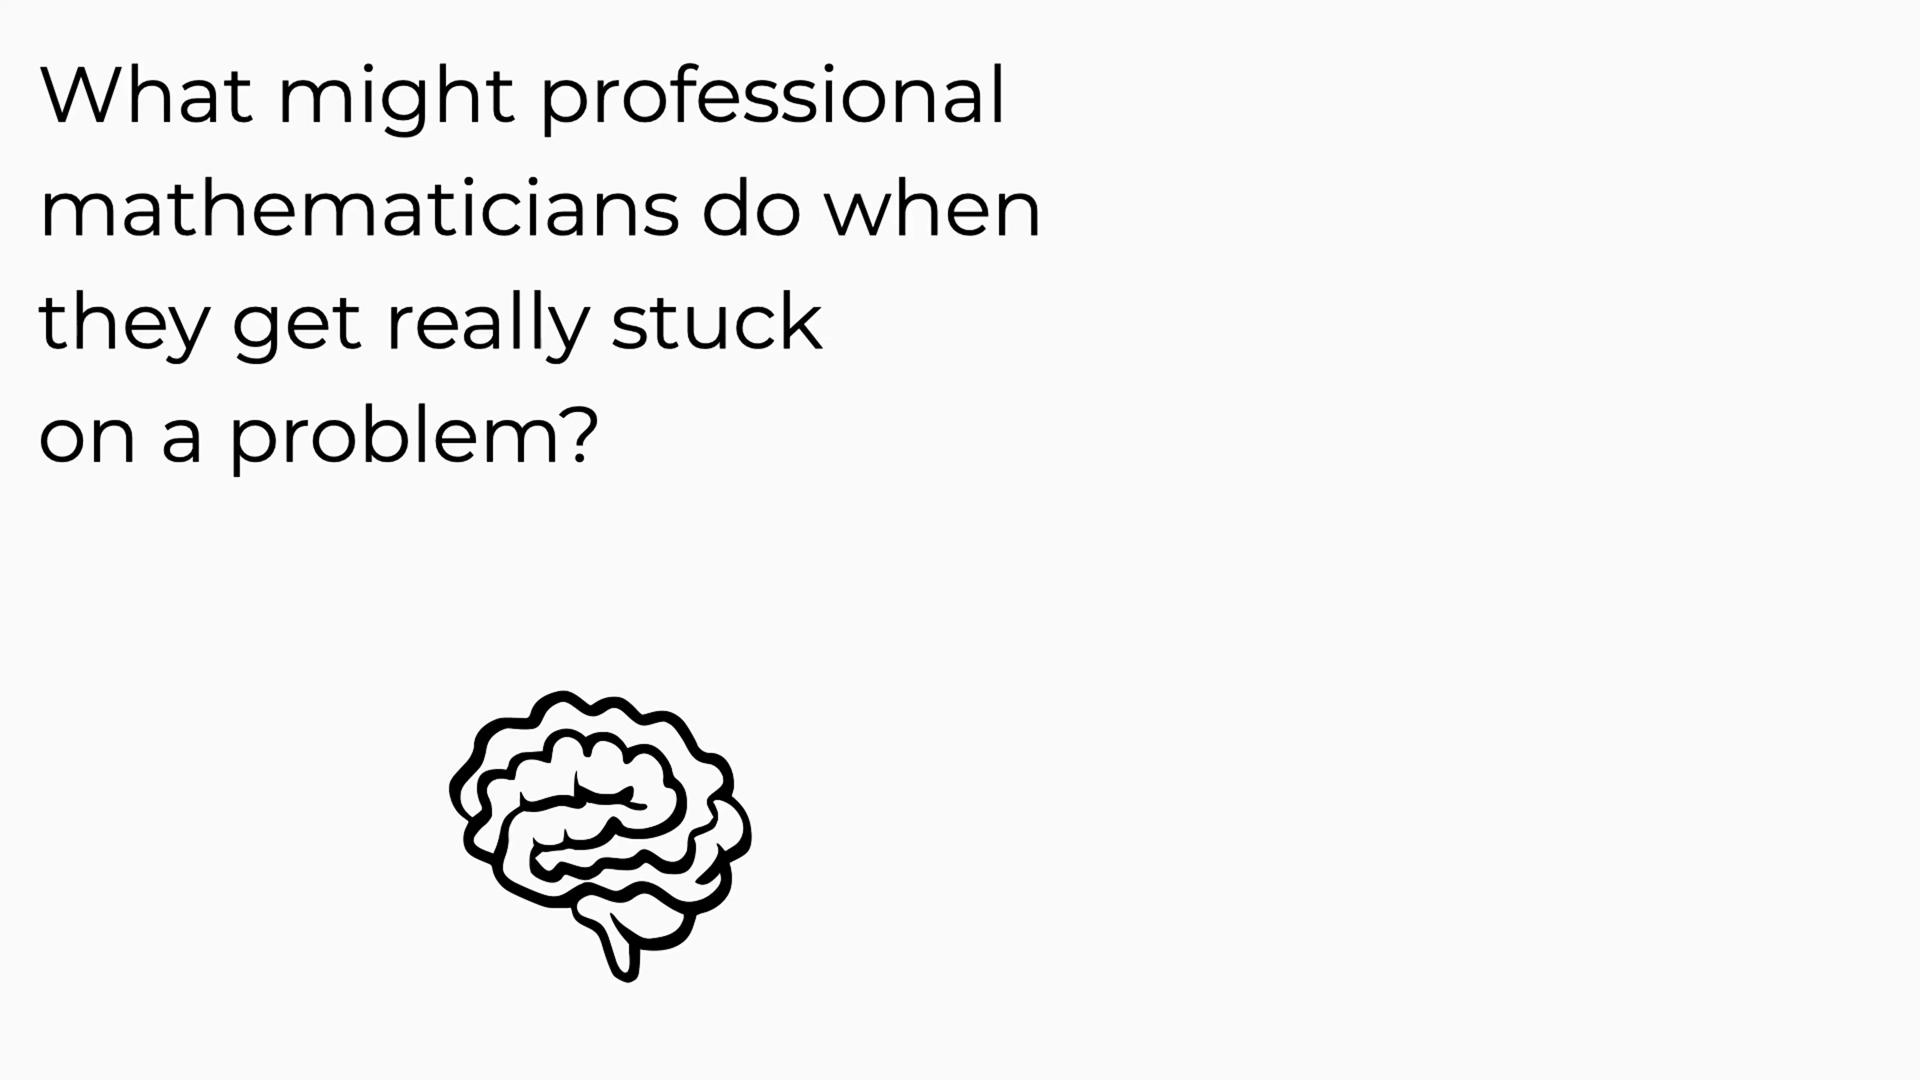 What might professional
mathematicians do when
they get really stuck
on a problem?